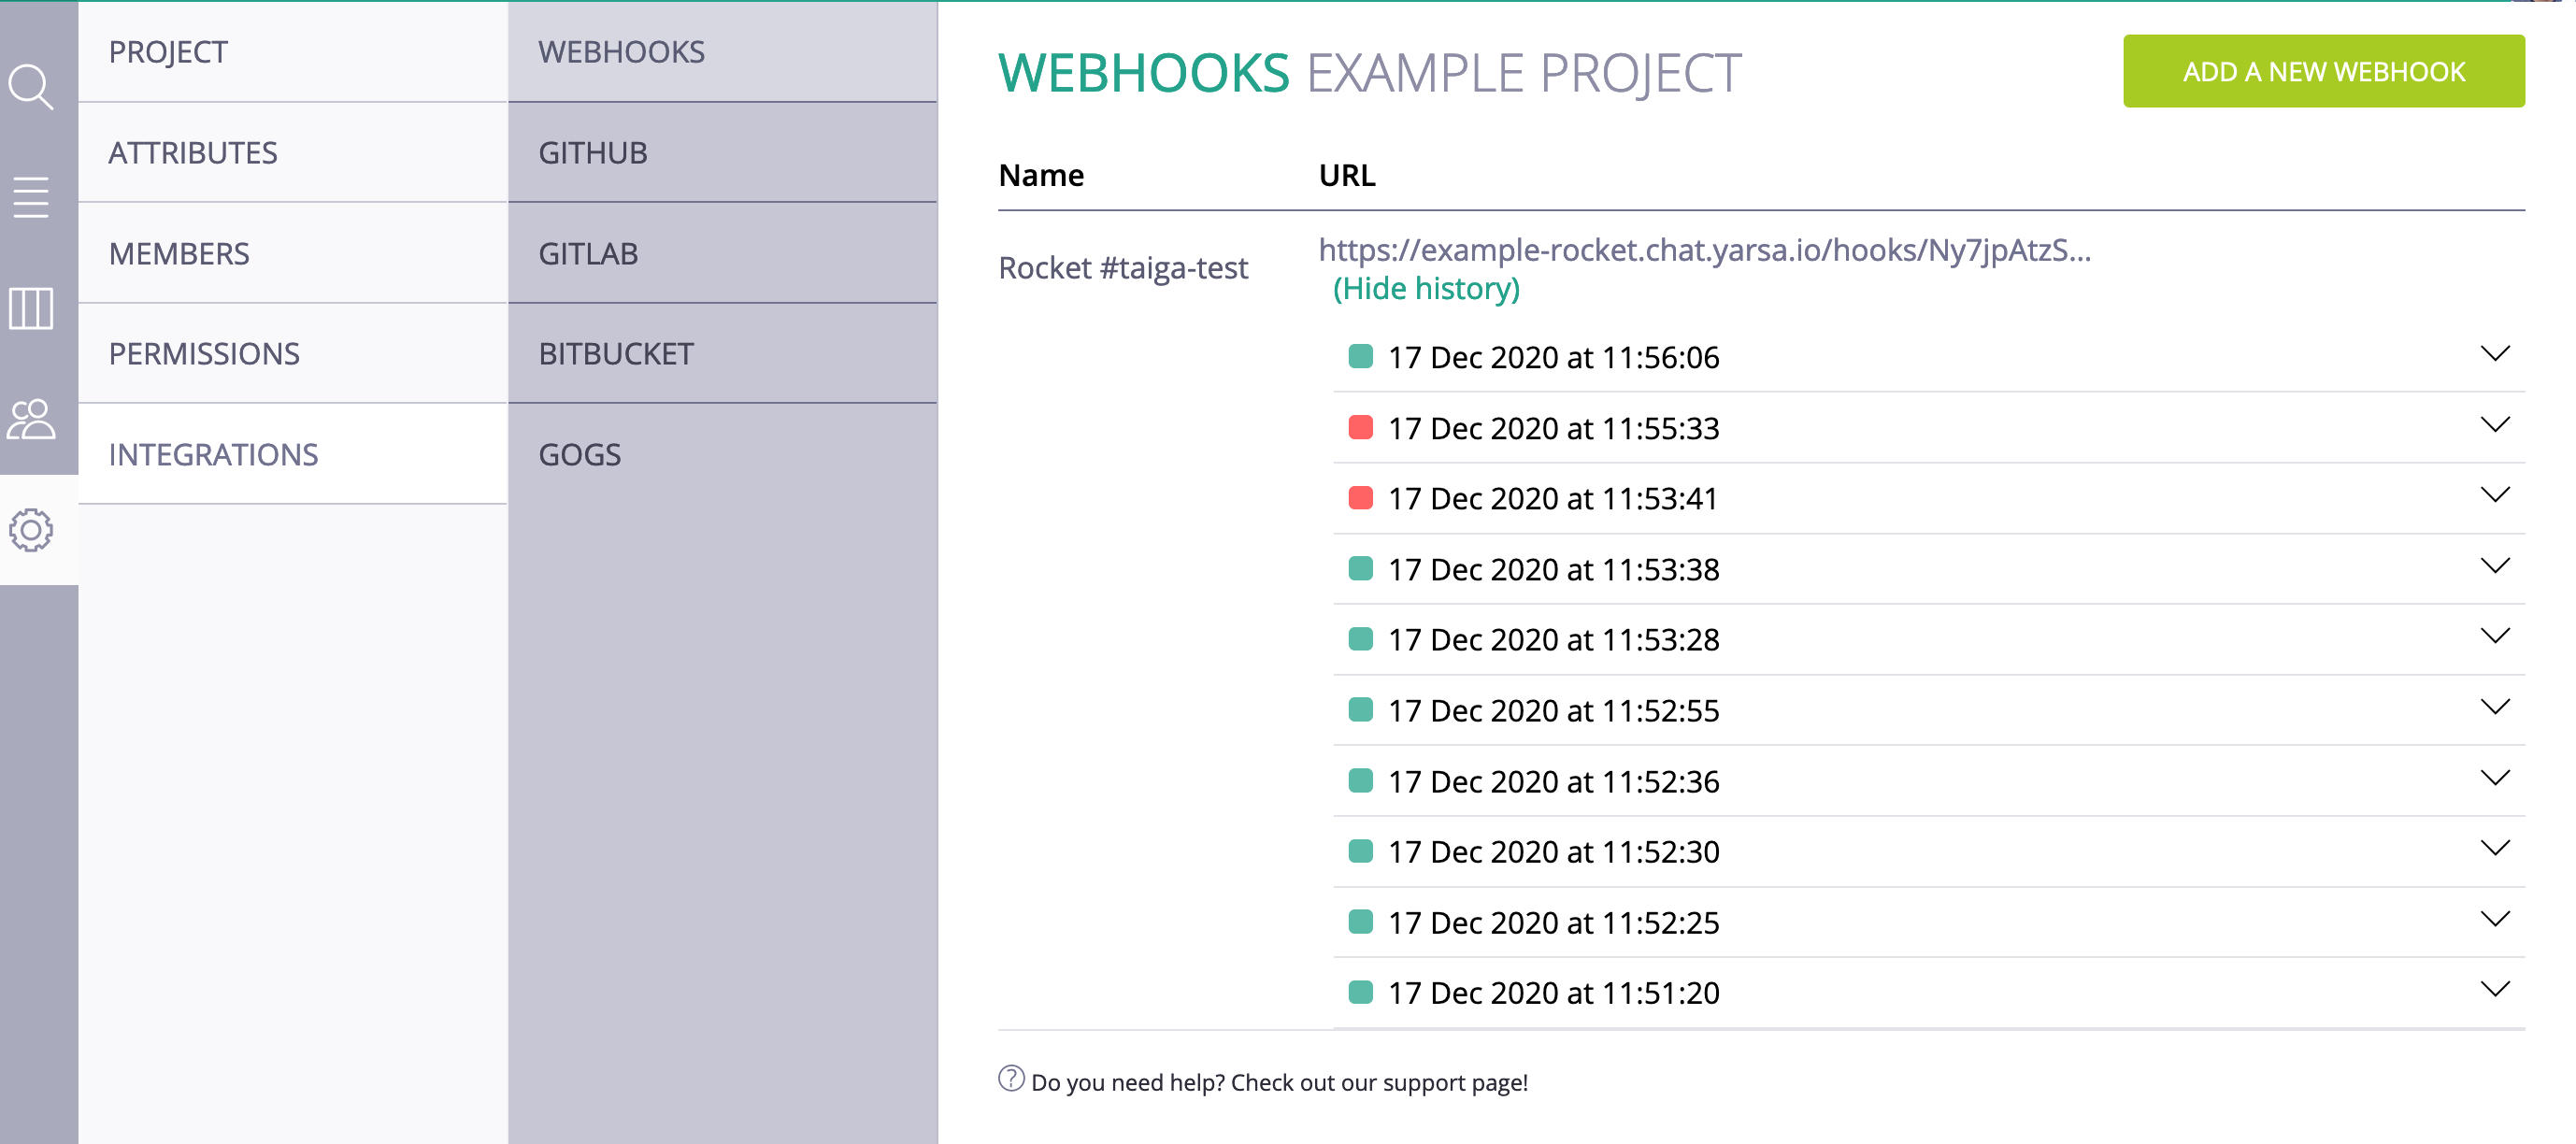 PROJECT
ATTRIBUTES
MEMBERS
PERMISSIONS
INTEGRATIONS
WEBHOOKS
GITHUB
GITLAB
BITBUCKET
GOGS
WEBHOOKS EXAMPLE PROJECT
ADD A NEW WEBHOOK
Name URL
Rocket #taiga-test
https://example-rocket.chat.yarsa.io/hooks/Ny7jpAtzS...
(Hide history)
17 Dec 2020 at 11:56:06
17 Dec 2020 at 11:55:33
17 Dec 2020 at 11:53:41
17 Dec 2020 at 11:53:38
17 Dec 2020 at 11:53:28
17 Dec 2020 at 11:52:55
17 Dec 2020 at 11:52:36
17 Dec 2020 at 11:52:30
17 Dec 2020 at 11:52:25
17 Dec 2020 at 11:51:20
Do you need help? Check out our support page!